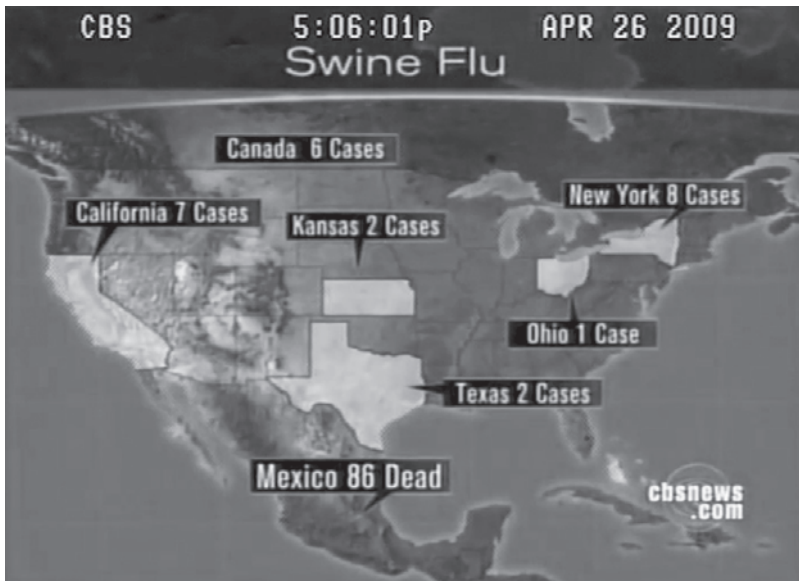 CBS 5:06:01p APR 26 2009
Swine Flu
Canada 6 Cases
New York 8 Cases
California 7 Cases
Kansas 2 Cases
Ohio 1 Case
Texas 2 Cases
Mexico 86 Dead
cbsnews
.com